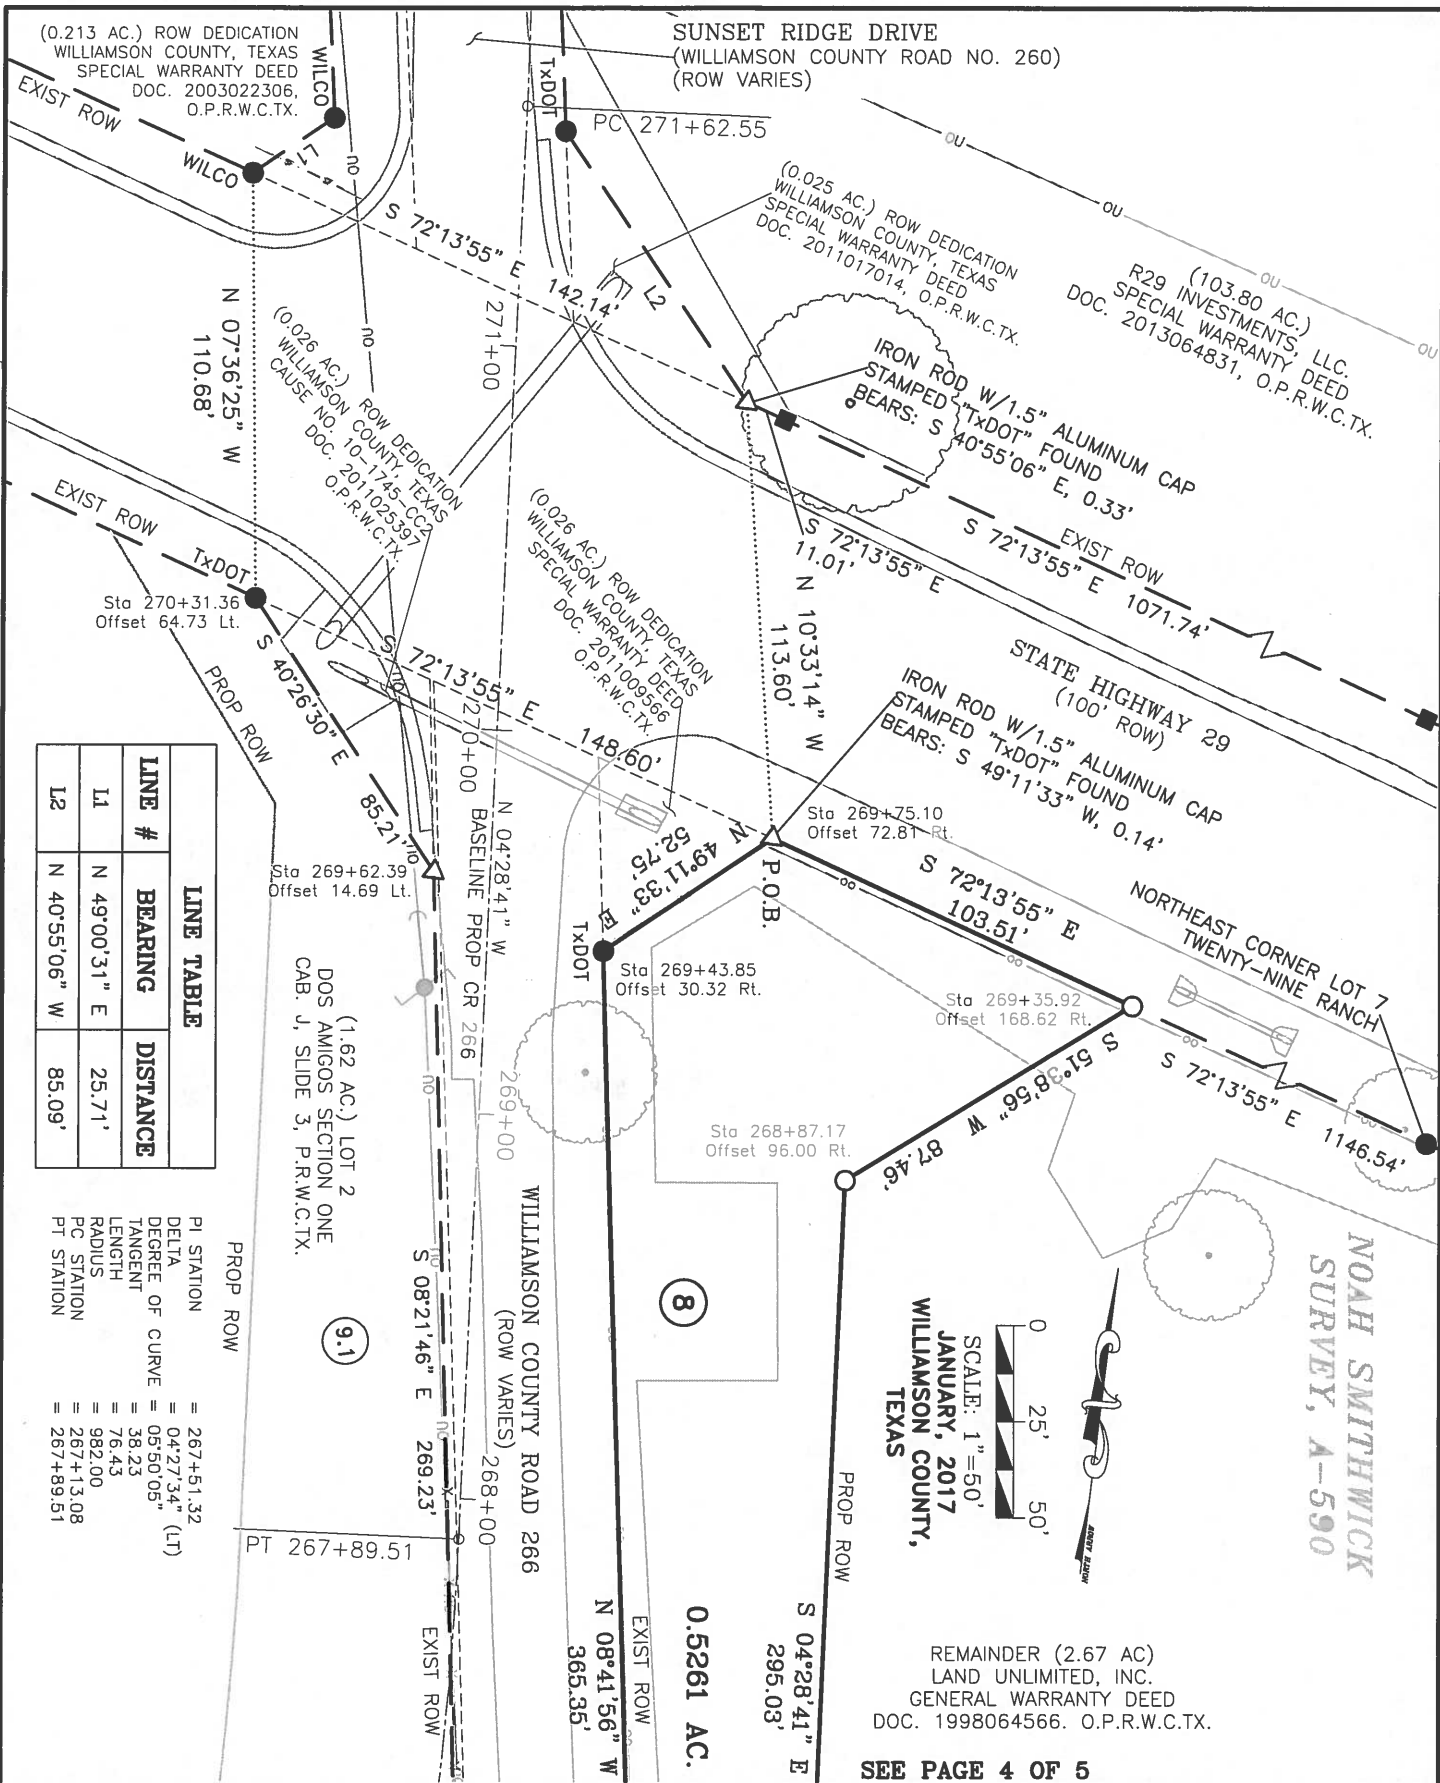 (0.213 AC.) ROW DEDICATION
WILLIAMSON COUNTY, TEXAS
SPECIAL WARRANTY DEED
DOC. 2003022306,
O.P.R.W.C.TX.
WILCO
EXIST ROW
WILCO
L1
SUNSET RIDGE DRIVE
(WILLIAMSON COUNTY ROAD NO. 260)
(ROW VARIES)
TxDOT
PC 271+62.55
OU
OU
OU
OU
OU
OU
S 72°13'55" E
142.14'
L2
271+00
(0.025 AC.) ROW DEDICATION
WILLIAMSON COUNTY, TEXAS
SPECIAL WARRANTY DEED
DOC. 2011017014, O.P.R.W.C.TX.
(103.80 AC.)
R29 INVESTMENTS, LLC.
SPECIAL WARRANTY DEED
DOC. 2013064831, O.P.R.W.C.TX.
IRON ROD W/1.5" ALUMINUM CAP
STAMPED "TxDOT" FOUND
BEARS: S 40°55'06" E, 0.33'
N 07°36'25" W
110.68'
(0.026 AC.) ROW DEDICATION
WILLIAMSON COUNTY, TEXAS
CAUSE NO. 10-1745-CC2
DOC. 2011025397
O.P.R.W.C.TX.
(0.026 AC.) ROW DEDICATION
WILLIAMSON COUNTY, TEXAS
SPECIAL WARRANTY DEED
DOC. 2011009566
O.P.R.W.C.TX.
S 72°13'55" E
11.01'
EXIST ROW
S 72°13'55" E 1071.74'
N 10°33'14" W
113.60'
STATE HIGHWAY 29
(100' ROW)
EXIST ROW
TxDOT
Sta 270+31.36
Offset 64.73 Lt.
PROP ROW
S 40°26'30" E
85.21'
S 72°13'55" E
148.60'
OU
270+00
N 04°28'41" W
BASELINE PROP CR 266
IRON ROD W/1.5" ALUMINUM CAP
STAMPED "TxDOT" FOUND
BEARS: S 49°11'33" W, 0.14'
Sta 269+75.10
Offset 72.81 Rt.
P.O.B.
N 49°11'33" E
52.75'
TxDOT
Sta 269+62.39
Offset 14.69 Lt.
Sta 269+43.85
Offset 30.32 Rt.
S 72°13'55" E
103.51'
NORTHEAST CORNER LOT 7
TWENTY-NINE RANCH
Sta 269+35.92
Offset 168.62 Rt.
S 72°13'55" E 1146.54'
S 51°38'56" W 87.46'
Sta 268+87.17
Offset 96.00 Rt.
LINE TABLE
LINE # BEARING DISTANCE
L1 N 49°00'31" E 25.71'
L2 N 40°55'06" W 85.09'
(1.62 AC.) LOT 2
DOS AMIGOS SECTION ONE
CAB. J, SLIDE 3, P.R.W.C.TX.
269+00
OU
WILLIAMSON COUNTY ROAD 266
(ROW VARIES)
8
9.1
OU
S 08°21'46" E 269.23'
OU
268+00
PROP ROW
PI STATION = 267+51.32
DELTA = 04°27'34" (LT)
DEGREE OF CURVE = 05°50'05"
TANGENT = 38.23
LENGTH = 76.43
RADIUS = 982.00
PC STATION = 267+13.08
PT STATION = 267+89.51
PT 267+89.51
EXIST ROW
N 08°41'56" W
365.35'
EXIST ROW
0.5261 AC.
S 04°28'41" E
295.03'
PROP ROW
0 25' 50'
SCALE: 1"=50'
JANUARY, 2017
WILLIAMSON COUNTY,
TEXAS
NOAH SMITHWICK
SURVEY, A-590
REMAINDER (2.67 AC)
LAND UNLIMITED, INC.
GENERAL WARRANTY DEED
DOC. 1998064566. O.P.R.W.C.TX.
SEE PAGE 4 OF 5